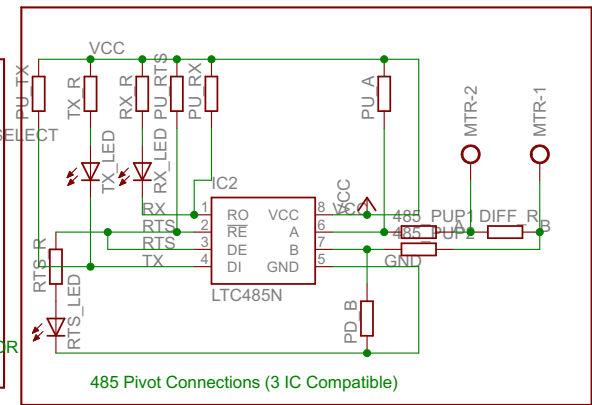 VCC
PU_TX
TX_R
RX_R
PU_RTS
PU_RX
PU_A
MTR-2
MTR-1
SELECT
TX_LED
RX_LED
IC2
VCC
VCC
RX
1
RO
VCC
8
485_PUP1
DIFF_R
RTS
2
RE
A
6
A
B
485_PUP2
RTS
3
DE
B
7
TX
4
DI
GND
5
GND
RTS_R
LTC485N
RTS_LED
PD_B
OR
485 Pivot Connections (3 IC Compatible)